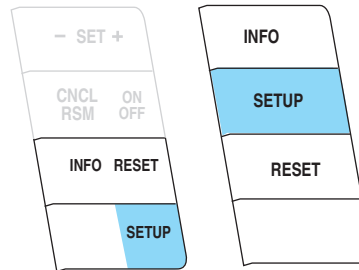 − SET +
CNCL ON
RSM OFF
INFO RESET
SETUP
INFO
SETUP
RESET